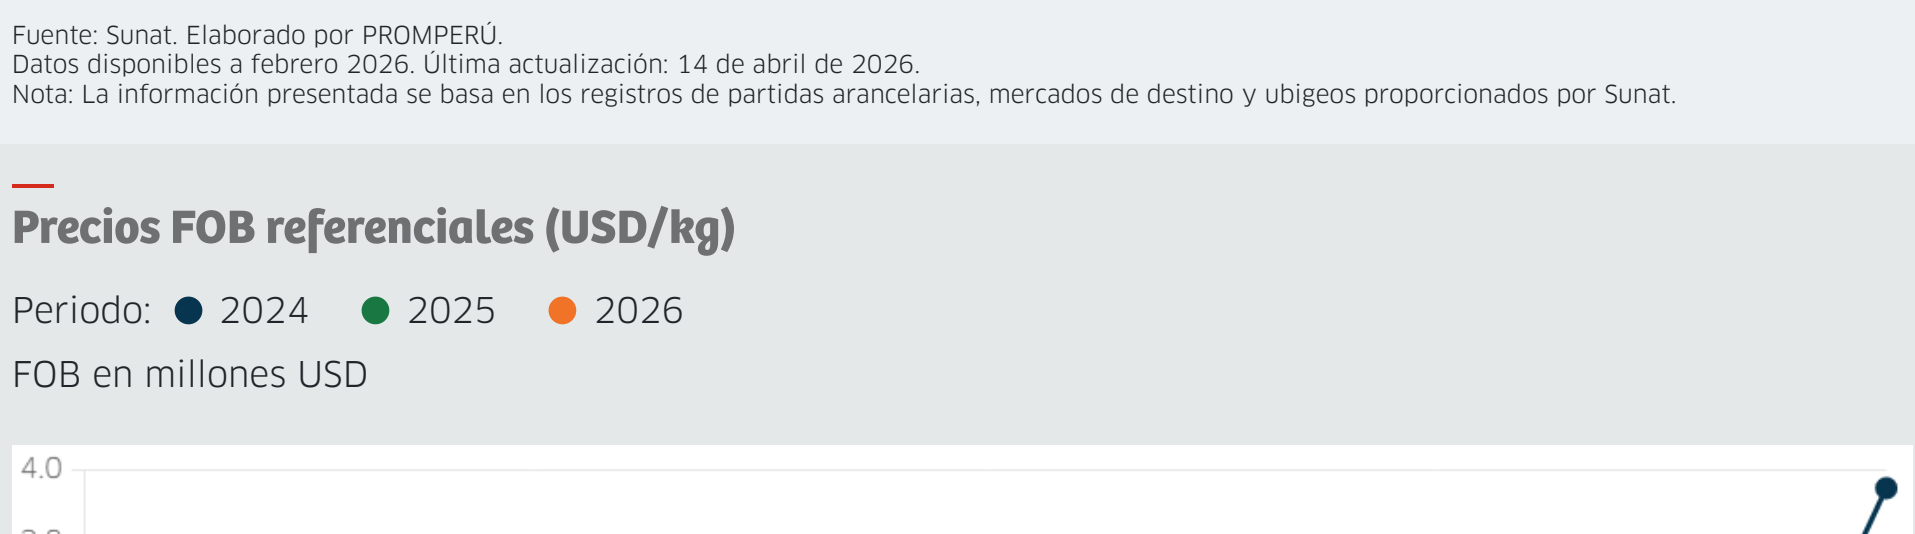 Fuente: Sunat. Elaborado por PROMPERÚ.
Datos disponibles a febrero 2026. Última actualización: 14 de abril de 2026.
Nota: La información presentada se basa en los registros de partidas arancelarias, mercados de destino y ubigeos proporcionados por Sunat.
Precios FOB referenciales (USD/kg)
Periodo: 2024 2025 2026
FOB en millones USD
4.0